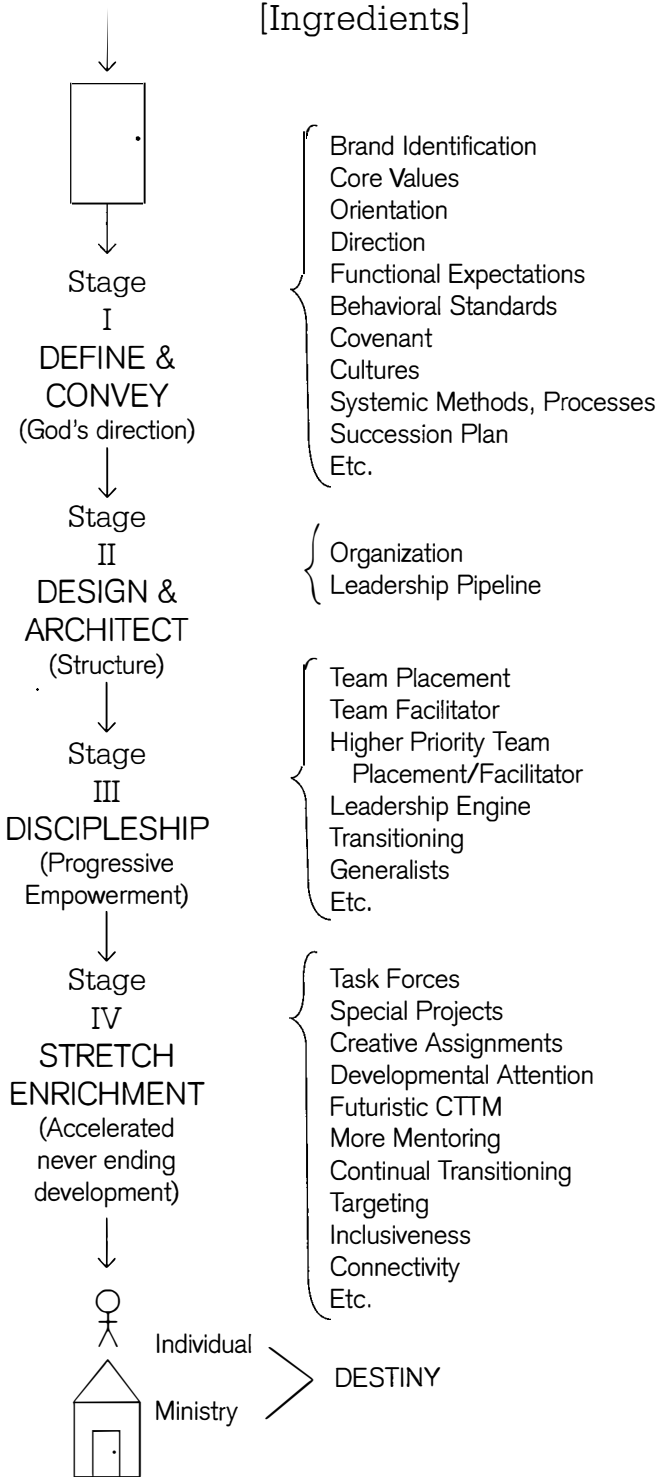 [Ingredients]
Stage
I
DEFINE &
CONVEY
(God's direction)
Brand Identification
Core Values
Orientation
Direction
Functional Expectations
Behavioral Standards
Covenant
Cultures
Systemic Methods, Processes
Succession Plan
Etc.
Stage
II
DESIGN &
ARCHITECT
(Structure)
Organization
Leadership Pipeline
Stage
III
DISCIPLESHIP
(Progressive
Empowerment)
Team Placement
Team Facilitator
Higher Priority Team
Placement/Facilitator
Leadership Engine
Transitioning
Generalists
Etc.
Stage
IV
STRETCH
ENRICHMENT
(Accelerated
never ending
development)
Task Forces
Special Projects
Creative Assignments
Developmental Attention
Futuristic CTTM
More Mentoring
Continual Transitioning
Targeting
Inclusiveness
Connectivity
Etc.
Individual
Ministry
DESTINY